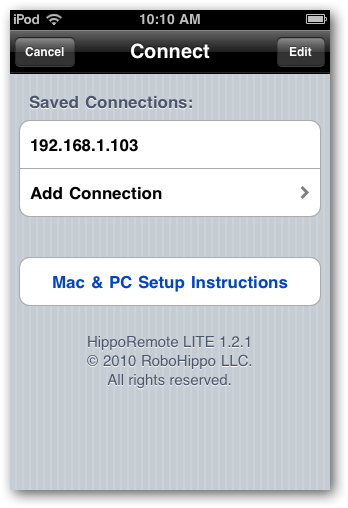 iPod 10:10 AM
Cancel Connect Edit
Saved Connections:
192.168.1.103
Add Connection
Mac & PC Setup Instructions
HippoRemote LITE 1.2.1
© 2010 RoboHippo LLC.
All rights reserved.